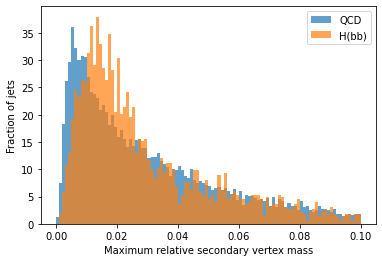 QCD
H(bb)
Fraction of jets
35
30
25
20
15
10
5
0
0.00 0.02 0.04 0.06 0.08 0.10
Maximum relative secondary vertex mass